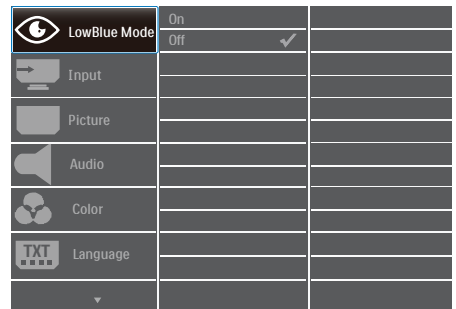 LowBlue Mode
On
Off
Input
Picture
Audio
Color
TXT
Language